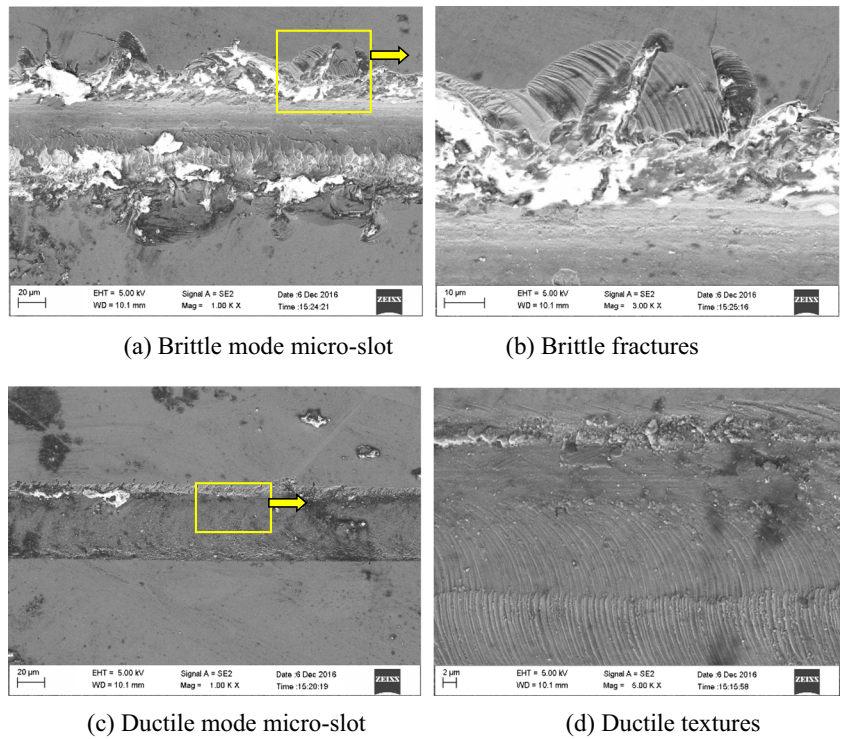 20 µm EHT = 5.00 kV Signal A = SE2 Date :6 Dec 2016 ZEISS
WD = 10.1 mm Mag = 1.00 K X Time :15:24:21
10 µm EHT = 5.00 kV Signal A = SE2 Date :6 Dec 2016 ZEISS
WD = 10.1 mm Mag = 3.00 K X Time :15:25:16
(a) Brittle mode micro-slot
(b) Brittle fractures
20 µm EHT = 5.00 kV Signal A = SE2 Date :6 Dec 2016 ZEISS
WD = 10.1 mm Mag = 1.00 K X Time :15:20:19
2 µm EHT = 5.00 kV Signal A = SE2 Date :6 Dec 2016 ZEISS
WD = 10.1 mm Mag = 5.00 K X Time :15:15:58
(c) Ductile mode micro-slot
(d) Ductile textures